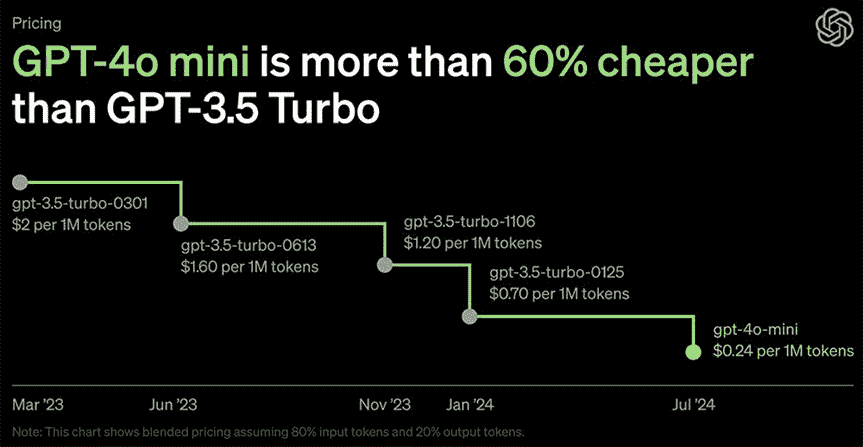 Pricing
GPT-4o mini is more than 60% cheaper
than GPT-3.5 Turbo
gpt-3.5-turbo-0301
$2 per 1M tokens
gpt-3.5-turbo-0613
$1.60 per 1M tokens
gpt-3.5-turbo-1106
$1.20 per 1M tokens
gpt-3.5-turbo-0125
$0.70 per 1M tokens
gpt-4o-mini
$0.24 per 1M tokens
Mar ’23 Jun ’23 Nov ’23 Jan ’24 Jul ’24
Note: This chart shows blended pricing assuming 80% input tokens and 20% output tokens.